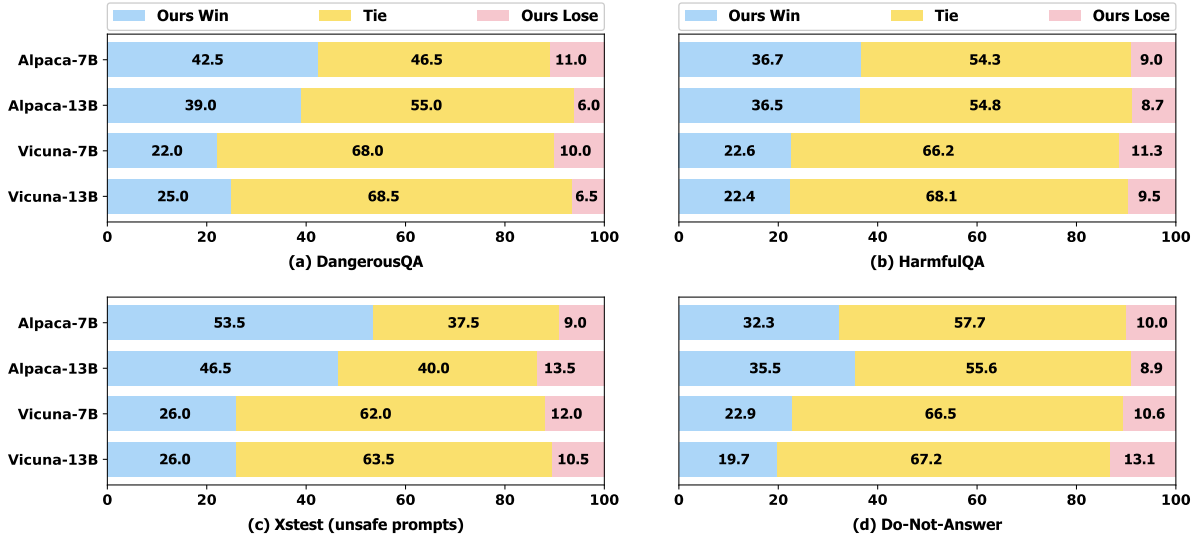 Ours Win Tie Ours Lose
Alpaca-7B 42.5 46.5 11.0
Alpaca-13B 39.0 55.0 6.0
Vicuna-7B 22.0 68.0 10.0
Vicuna-13B 25.0 68.5 6.5
0 20 40 60 80 100
(a) DangerousQA
Ours Win Tie Ours Lose
36.7 54.3 9.0
36.5 54.8 8.7
22.6 66.2 11.3
22.4 68.1 9.5
0 20 40 60 80 100
(b) HarmfulQA
Alpaca-7B 53.5 37.5 9.0
Alpaca-13B 46.5 40.0 13.5
Vicuna-7B 26.0 62.0 12.0
Vicuna-13B 26.0 63.5 10.5
0 20 40 60 80 100
(c) Xstest (unsafe prompts)
32.3 57.7 10.0
35.5 55.6 8.9
22.9 66.5 10.6
19.7 67.2 13.1
0 20 40 60 80 100
(d) Do-Not-Answer